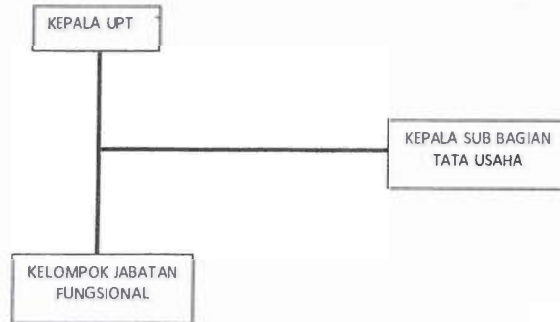 KEPALA UPT
KEPALA SUB BAGIAN
TATA USAHA
KELOMPOK JABATAN
FUNGSIONAL